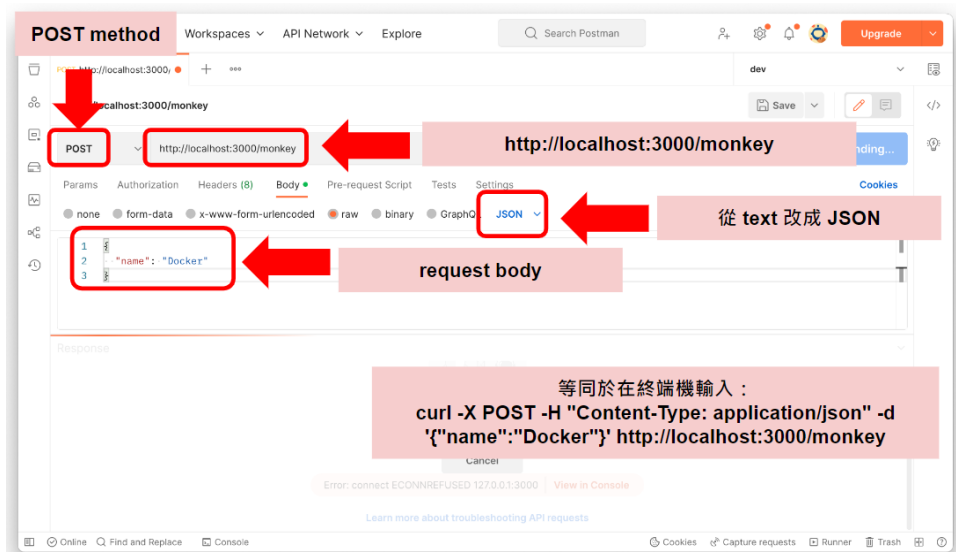 POST method
Workspaces
API Network
Explore
Search Postman
Upgrade
http://localhost:3000/
dev
localhost:3000/monkey
Save
POST
http://localhost:3000/monkey
http://localhost:3000/monkey
nding...
Params Authorization Headers (8) Body Pre-request Script Tests Settings
Cookies
none form-data x-www-form-urlencoded raw binary GraphQ JSON
從 text 改成 JSON
1 {
2 "name": "Docker"
3 }
request body
Response
等同於在終端機輸入：
curl -X POST -H "Content-Type: application/json" -d
'{"name":"Docker"}' http://localhost:3000/monkey
Cancel
Error: connect ECONNREFUSED 127.0.0.1:3000 View in Console
Learn more about troubleshooting API requests
Online Find and Replace Console
Cookies Capture requests Runner Trash